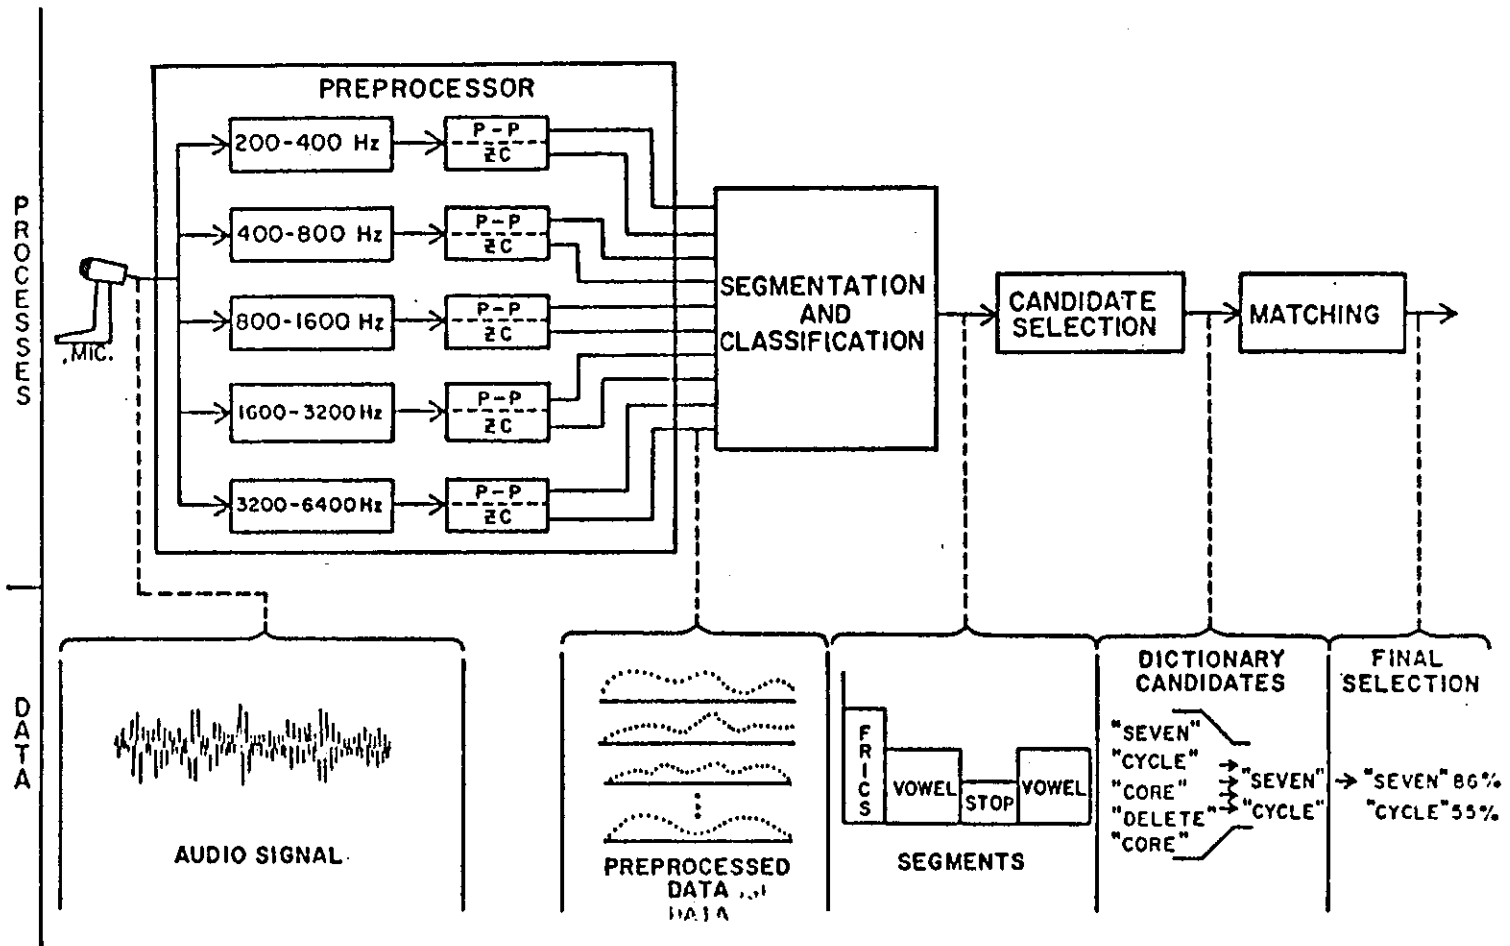 PROCESSES
DATA
PREPROCESSOR
200-400 Hz
P-P
ZC
400-800 Hz
P-P
ZC
800-1600 Hz
P-P
ZC
1600-3200 Hz
P-P
ZC
3200-6400 Hz
P-P
ZC
MIC.
SEGMENTATION
AND
CLASSIFICATION
CANDIDATE
SELECTION
MATCHING
AUDIO SIGNAL
PREPROCESSED
DATA
DATA
FRICS
VOWEL
STOP
VOWEL
SEGMENTS
DICTIONARY
CANDIDATES
"SEVEN"
"CYCLE"
"CORE"
"DELETE"
"CORE"
"SEVEN"
"CYCLE"
FINAL
SELECTION
"SEVEN" 86%
"CYCLE" 55%